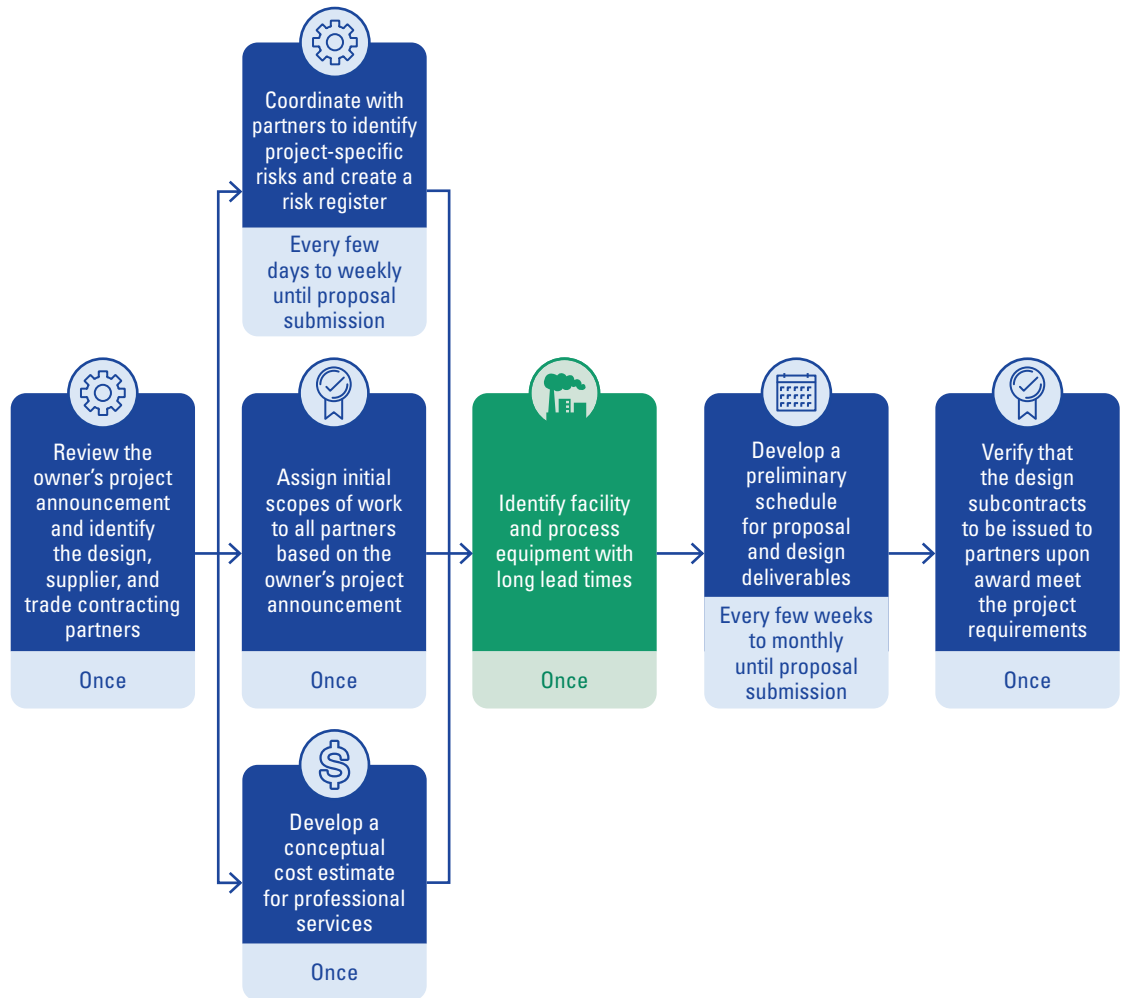 Review the
owner’s project
announcement
and identify
the design,
supplier, and
trade contracting
partners
Once
Coordinate with
partners to identify
project-specific
risks and create a
risk register
Every few
days to weekly
until proposal
submission
Assign initial
scopes of work
to all partners
based on the
owner’s project
announcement
Once
Develop a
conceptual
cost estimate
for professional
services
Once
Identify facility
and process
equipment with
long lead times
Once
Develop a
preliminary
schedule
for proposal
and design
deliverables
Every few weeks
to monthly
until proposal
submission
Verify that
the design
subcontracts
to be issued to
partners upon
award meet
the project
requirements
Once